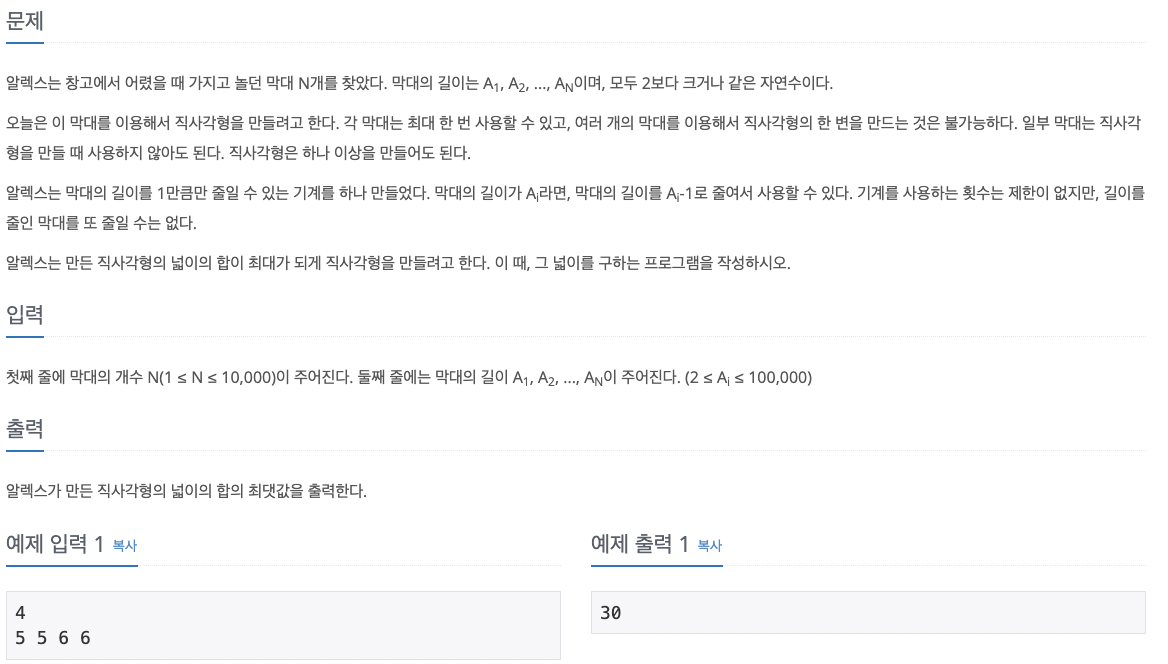 문제
알렉스는 창고에서 어렸을 때 가지고 놀던 막대 N개를 찾았다. 막대의 길이는 A1, A2, ..., AN이며, 모두 2보다 크거나 같은 자연수이다.
오늘은 이 막대를 이용해서 직사각형을 만들려고 한다. 각 막대는 최대 한 번 사용할 수 있고, 여러 개의 막대를 이용해서 직사각형의 한 변을 만드는 것은 불가능하다. 일부 막대는 직사각
형을 만들 때 사용하지 않아도 된다. 직사각형은 하나 이상을 만들어도 된다.
알렉스는 막대의 길이를 1만큼만 줄일 수 있는 기계를 하나 만들었다. 막대의 길이가 Ai라면, 막대의 길이를 Ai-1로 줄여서 사용할 수 있다. 기계를 사용하는 횟수는 제한이 없지만, 길이를
줄인 막대를 또 줄일 수는 없다.
알렉스는 만든 직사각형의 넓이의 합이 최대가 되게 직사각형을 만들려고 한다. 이 때, 그 넓이를 구하는 프로그램을 작성하시오.
입력
첫째 줄에 막대의 개수 N(1 ≤ N ≤ 10,000)이 주어진다. 둘째 줄에는 막대의 길이 A1, A2, ..., AN이 주어진다. (2 ≤ Ai ≤ 100,000)
출력
알렉스가 만든 직사각형의 넓이의 합의 최댓값을 출력한다.
예제 입력 1 복사
4
5 5 6 6
예제 출력 1 복사
30